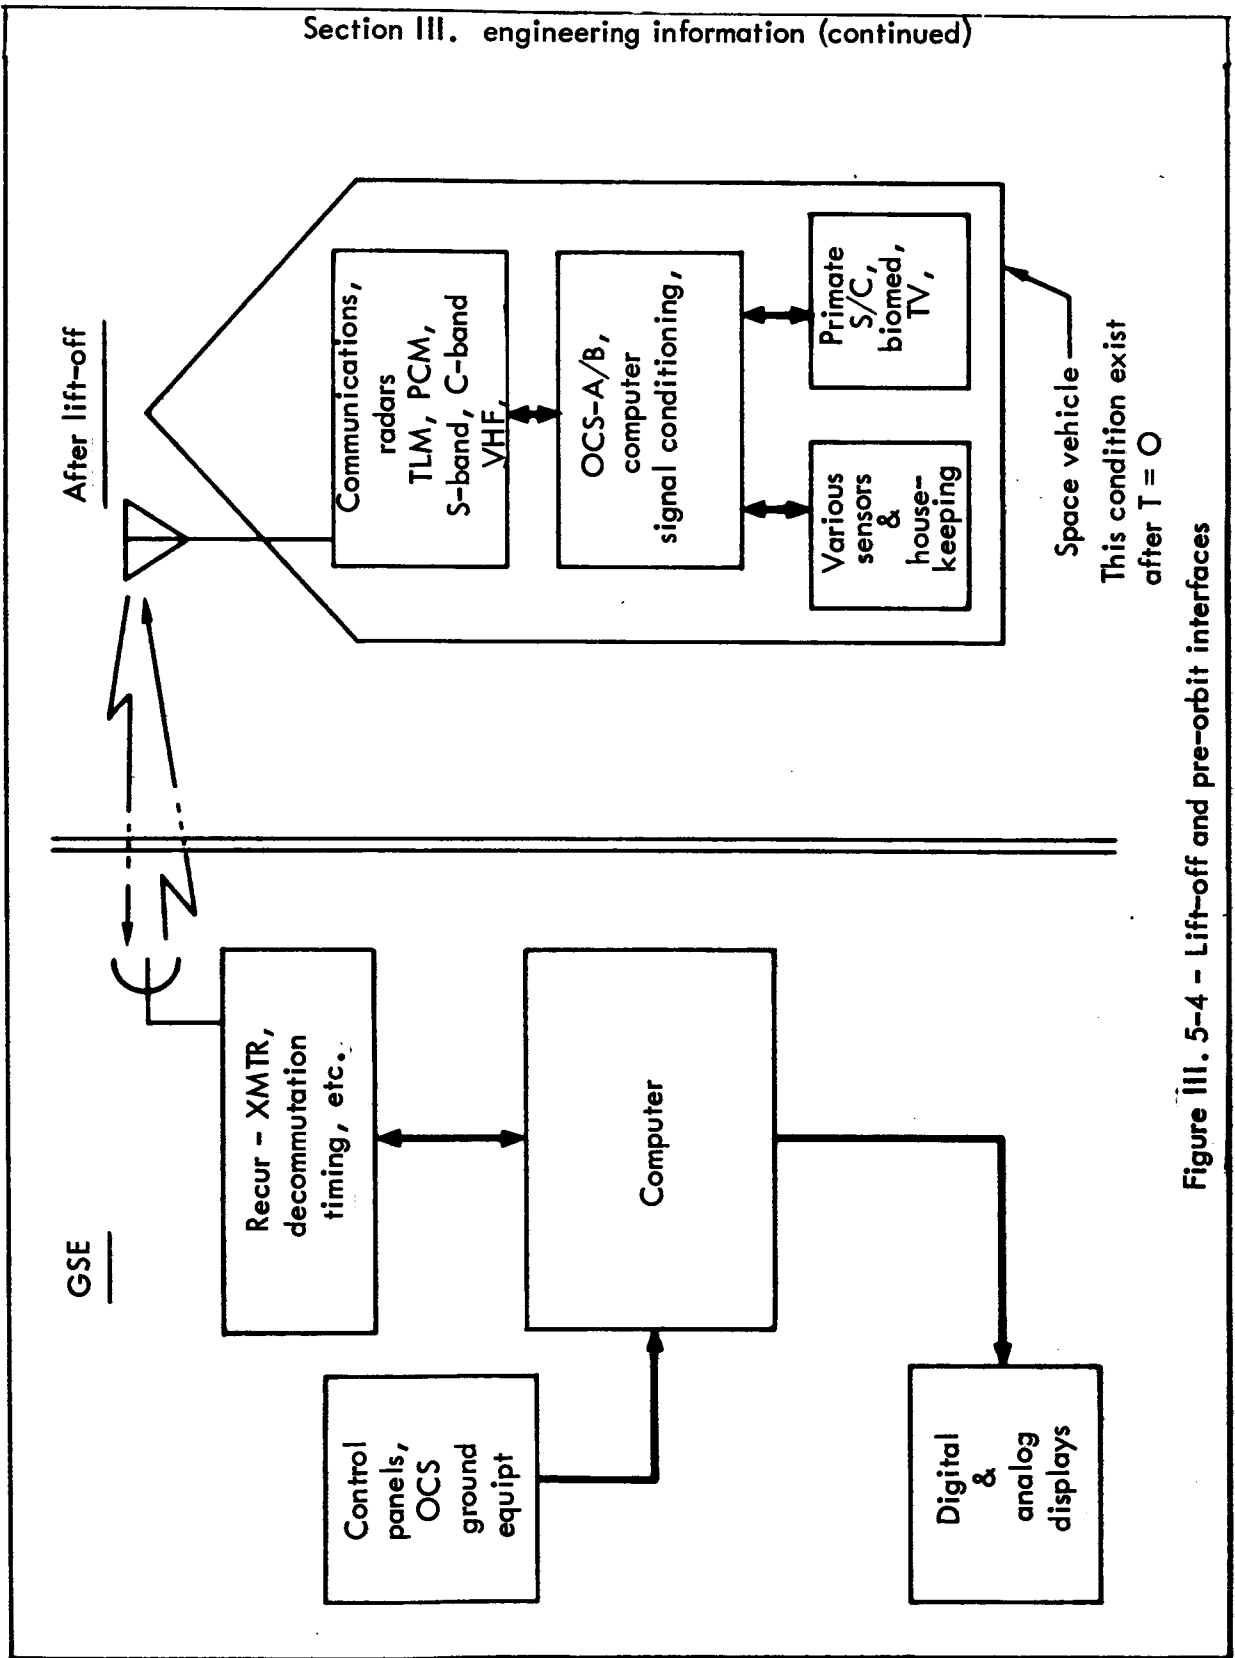 Section III. engineering information (continued)
GSE
After lift-off
Control
panels,
OCS
ground
equipt
Recur - XMTR,
decommutation
timing, etc.
Computer
Digital
&
analog
displays
Communications,
radars
TLM, PCM,
S-band, C-band
VHF,
OCS-A/B,
computer
signal conditioning,
Various
sensors
&
house-
keeping
Primate
S/C,
biomed,
TV,
Space vehicle
This condition exist
after T = O
Figure III. 5-4 - Lift-off and pre-orbit interfaces